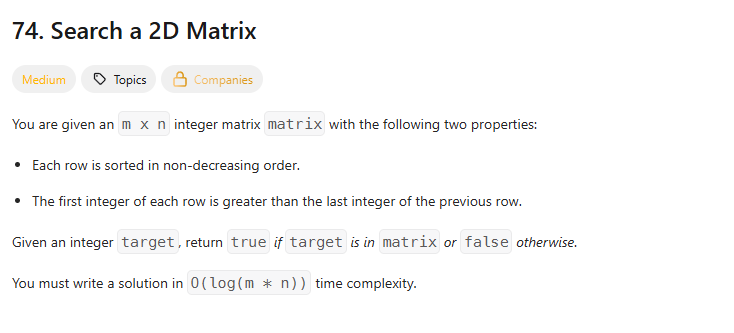 74. Search a 2D Matrix
Medium Topics Companies
You are given an m x n integer matrix matrix with the following two properties:
• Each row is sorted in non-decreasing order.
• The first integer of each row is greater than the last integer of the previous row.
Given an integer target, return true if target is in matrix or false otherwise.
You must write a solution in O(log(m * n)) time complexity.